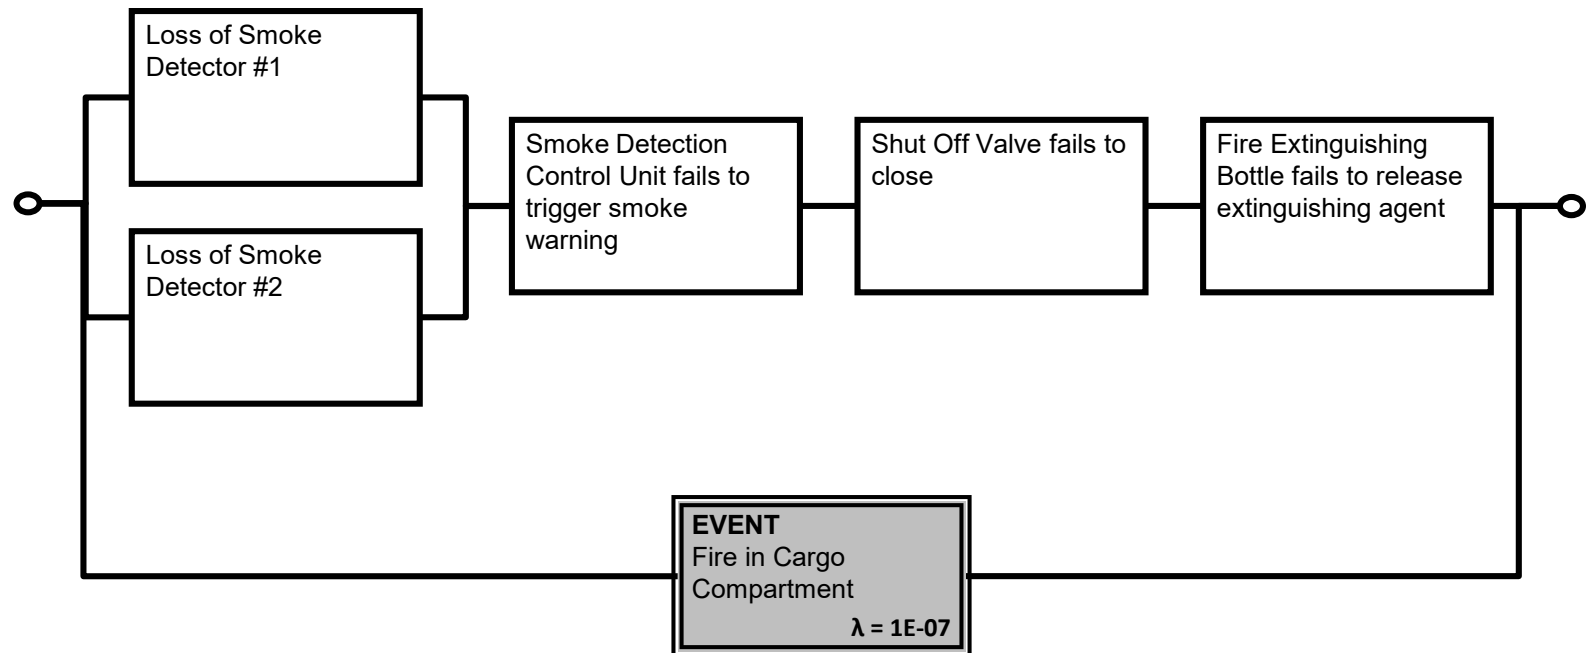 Loss of Smoke
Detector #1
Loss of Smoke
Detector #2
Smoke Detection
Control Unit fails to
trigger smoke
warning
Shut Off Valve fails to
close
Fire Extinguishing
Bottle fails to release
extinguishing agent
EVENT
Fire in Cargo
Compartment
λ = 1E-07